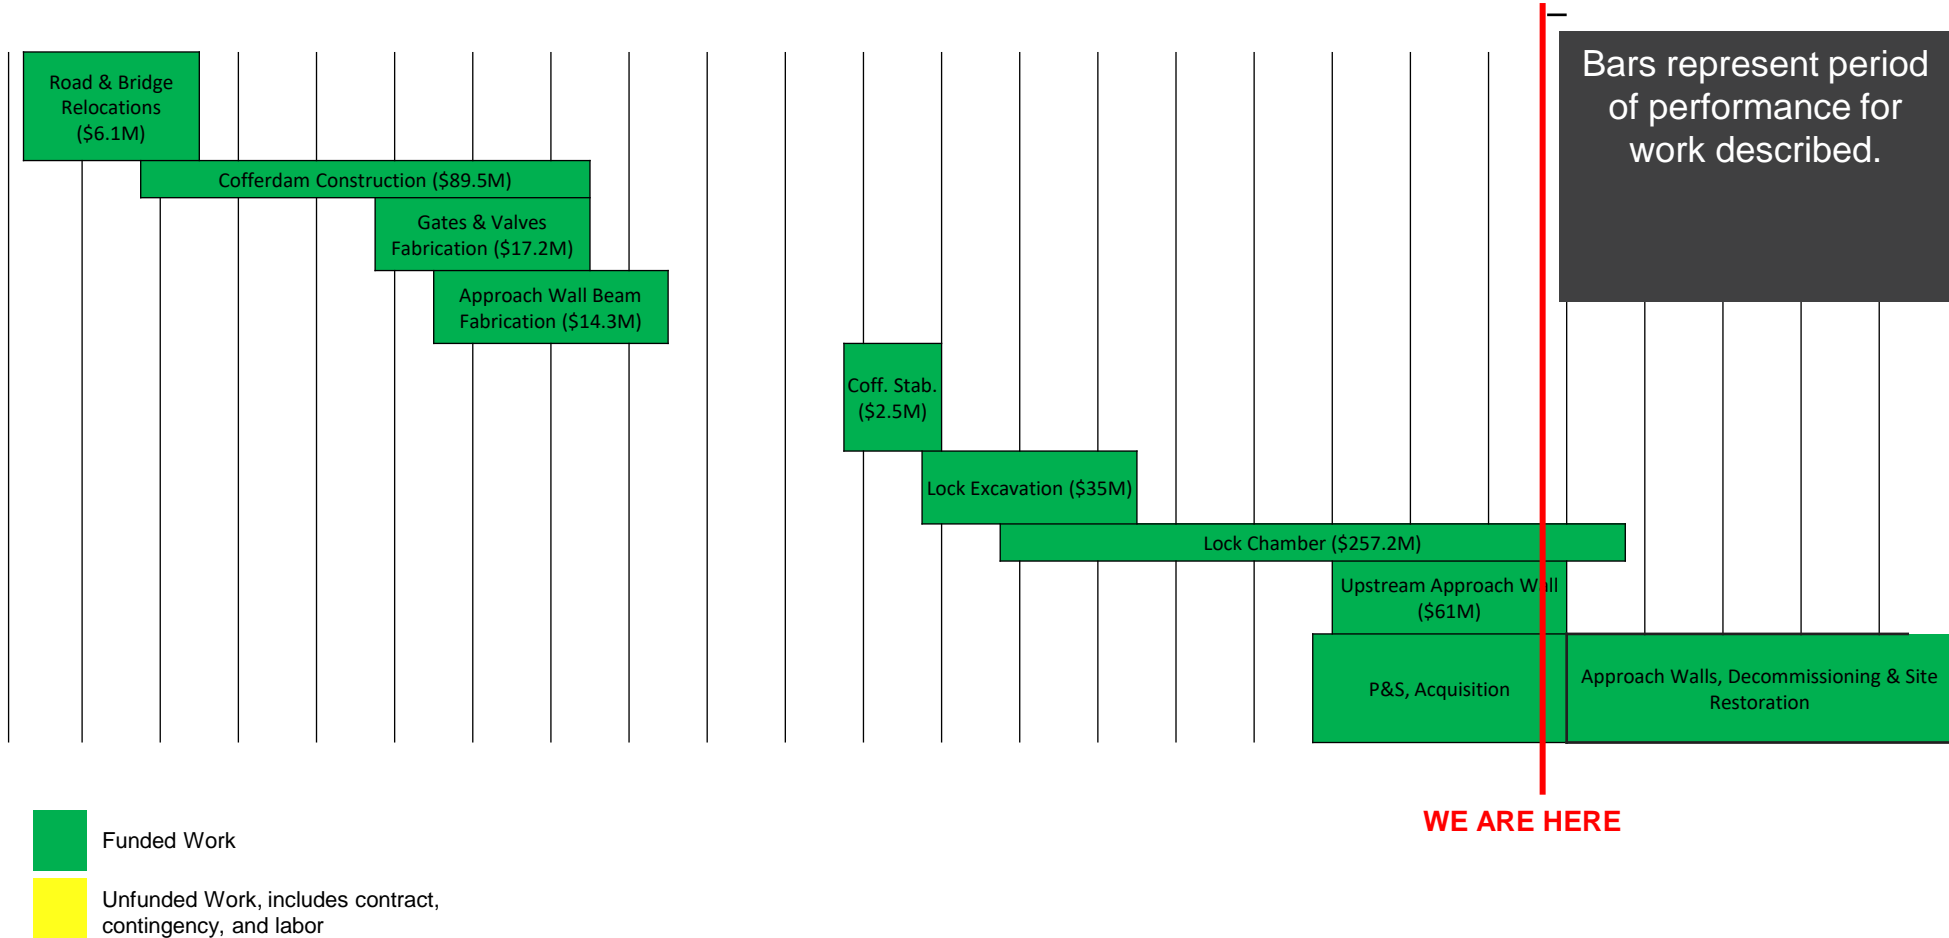 Bars represent period
of performance for
work described.
Road & Bridge
Relocations
($6.1M)
Cofferdam Construction ($89.5M)
Gates & Valves
Fabrication ($17.2M)
Approach Wall Beam
Fabrication ($14.3M)
Coff. Stab.
($2.5M)
Lock Excavation ($35M)
Lock Chamber ($257.2M)
Upstream Approach Wall
($61M)
P&S, Acquisition
Approach Walls, Decommissioning & Site
Restoration
WE ARE HERE
Funded Work
Unfunded Work, includes contract,
contingency, and labor